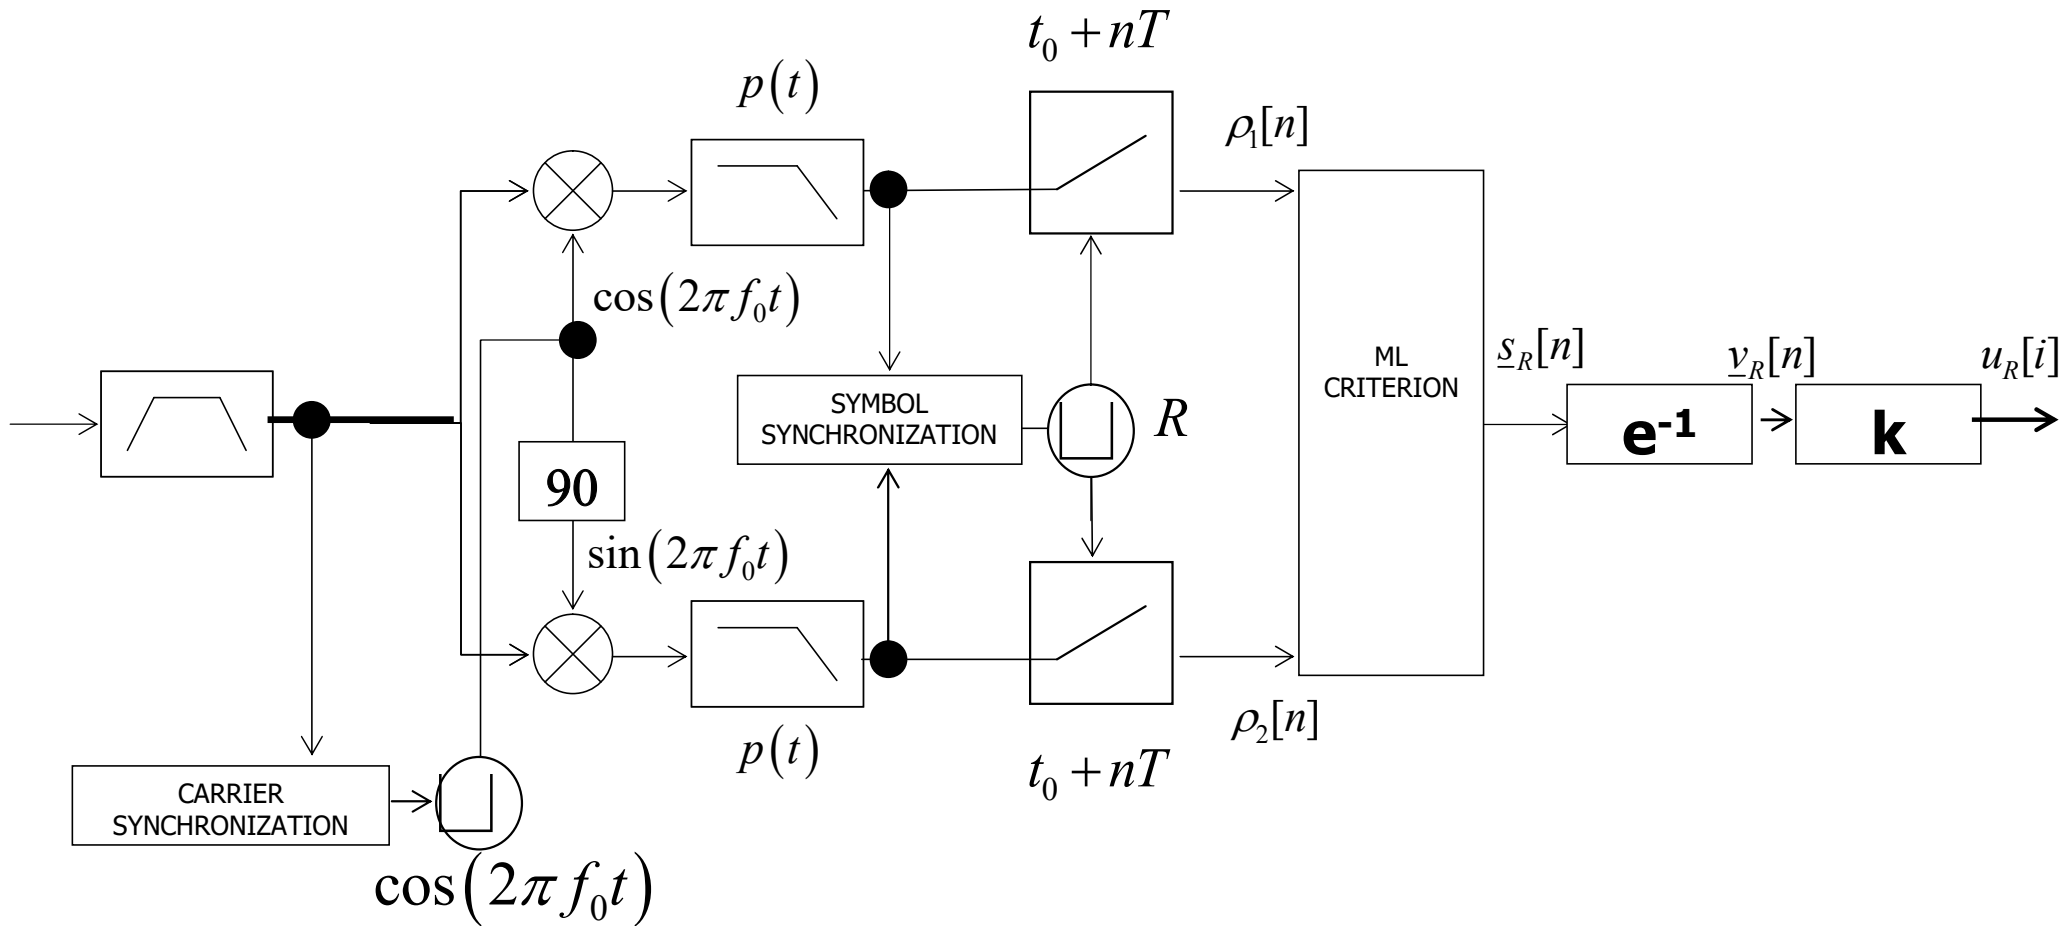 t₀ + nT
p(t)
ρ₁[n]
cos(2πf₀t)
ML
CRITERION
s_R[n]
v_R[n]
u_R[i]
SYMBOL
SYNCHRONIZATION
R
e⁻¹
k
90
sin(2πf₀t)
p(t)
ρ₂[n]
t₀ + nT
CARRIER
SYNCHRONIZATION
cos(2πf₀t)